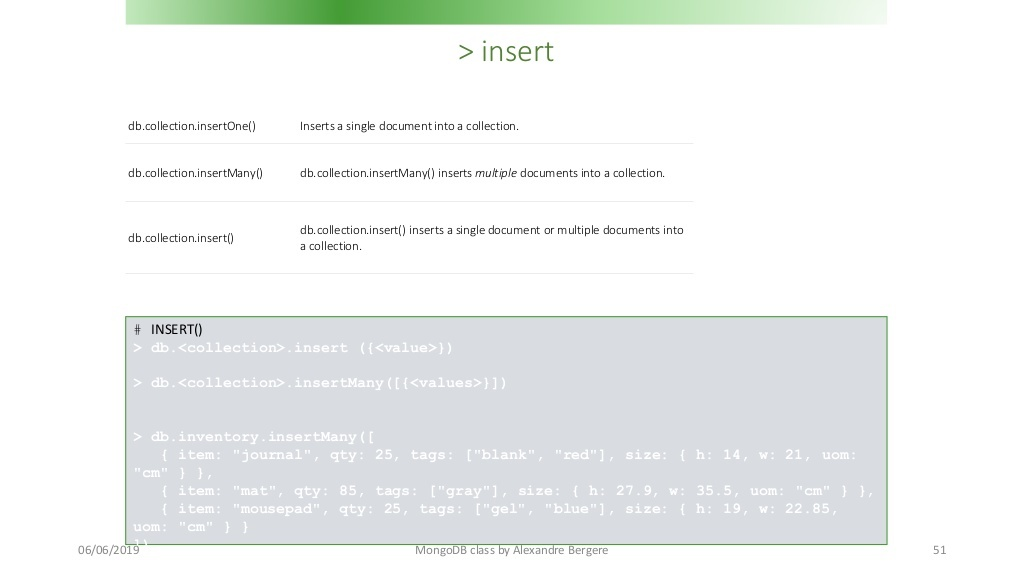 > insert
db.collection.insertOne() Inserts a single document into a collection.
db.collection.insertMany() db.collection.insertMany() inserts multiple documents into a collection.
db.collection.insert() db.collection.insert() inserts a single document or multiple documents into
a collection.
# INSERT()
> db.<collection>.insert ({<value>})
> db.<collection>.insertMany([{<values>}])
> db.inventory.insertMany([
{ item: "journal", qty: 25, tags: ["blank", "red"], size: { h: 14, w: 21, uom:
"cm" } },
{ item: "mat", qty: 85, tags: ["gray"], size: { h: 27.9, w: 35.5, uom: "cm" } },
{ item: "mousepad", qty: 25, tags: ["gel", "blue"], size: { h: 19, w: 22.85,
uom: "cm" } }
])
06/06/2019 MongoDB class by Alexandre Bergere 51